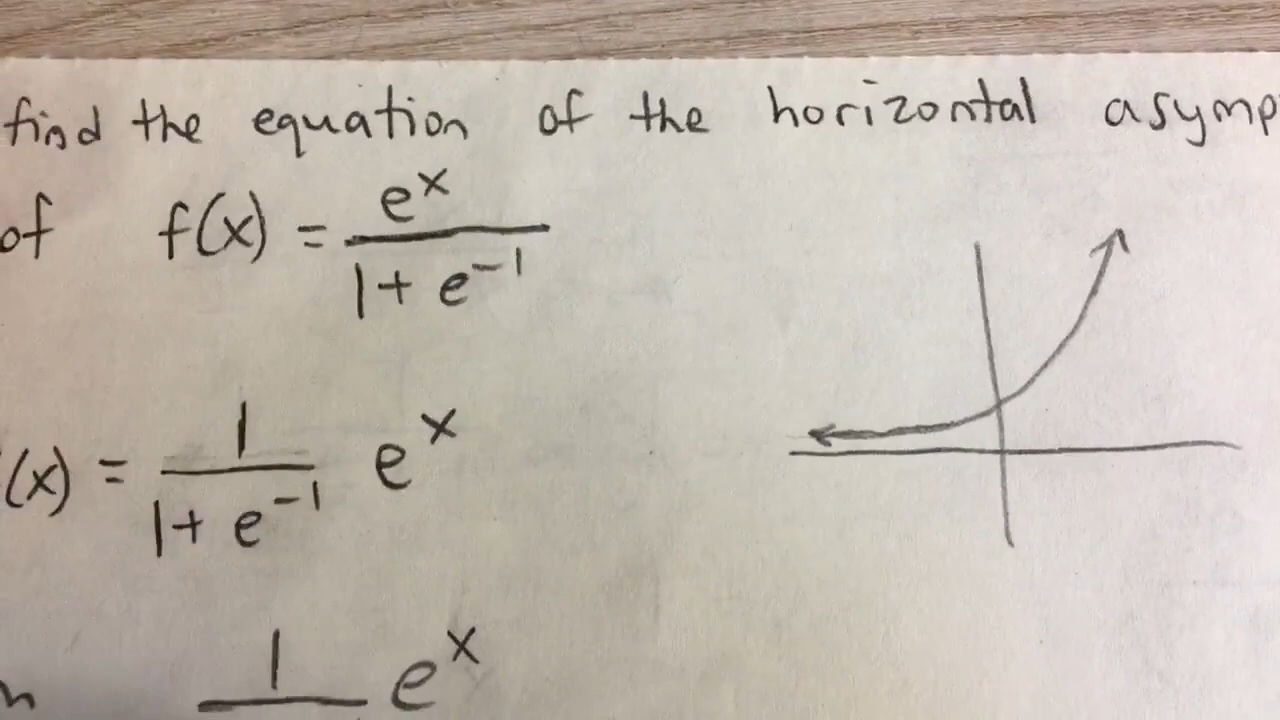 find the equation of the horizontal asymp
of f(x) = e^x / (1 + e^-1)
(x) = 1 / (1 + e^-1) e^x
1 e^x